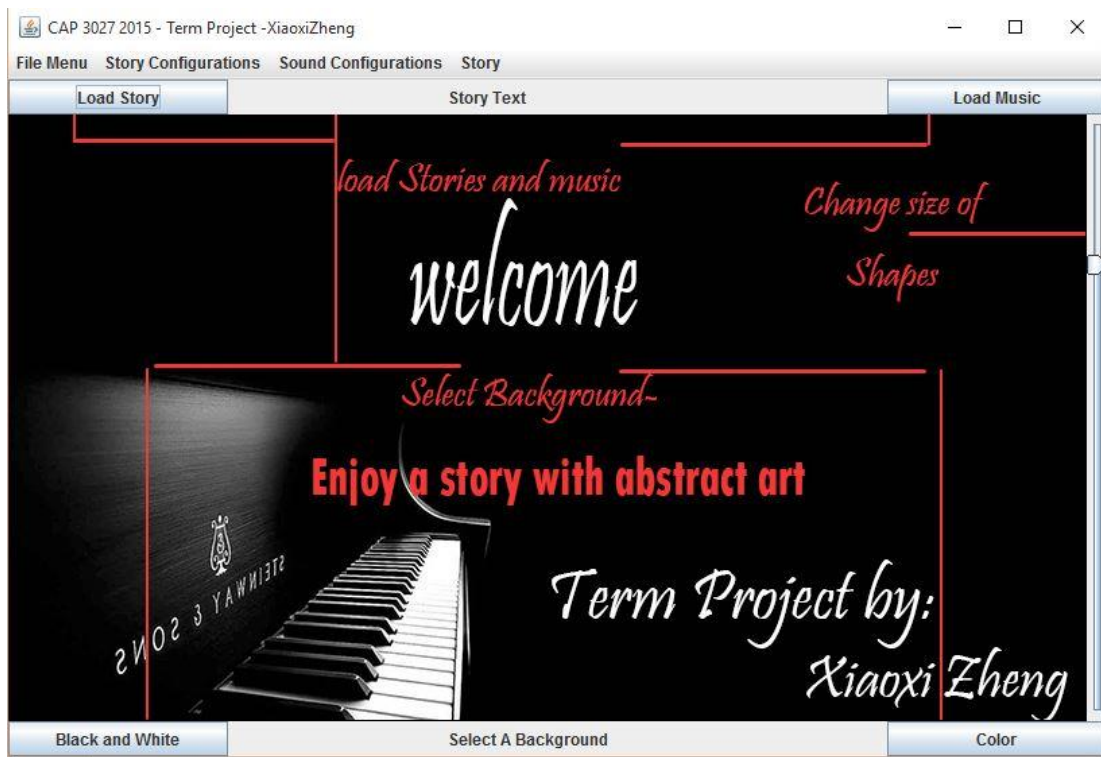 CAP 3027 2015 - Term Project -XiaoxiZheng
File Menu Story Configurations Sound Configurations Story
Load Story Story Text Load Music
load Stories and music
Change size of
Shapes
welcome
Select Background~
Enjoy a story with abstract art
STEINWAY & SONS
Term Project by:
Xiaoxi Zheng
Black and White Select A Background Color